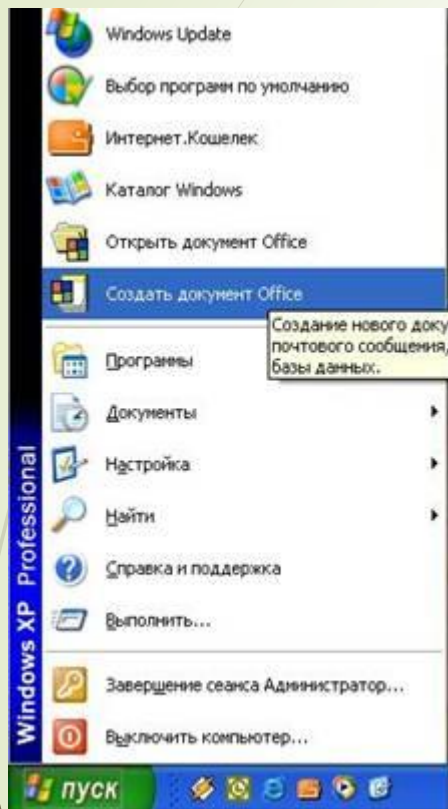 Windows Update
Выбор программ по умолчанию
Интернет.Кошелек
Каталог Windows
Открыть документ Office
Создать документ Office
Создание нового доку
почтового сообщения,
базы данных.
Программы
Документы
Настройка
Найти
Справка и поддержка
Выполнить...
Завершение сеанса Администратор...
Выключить компьютер...
Windows XP Professional
пуск